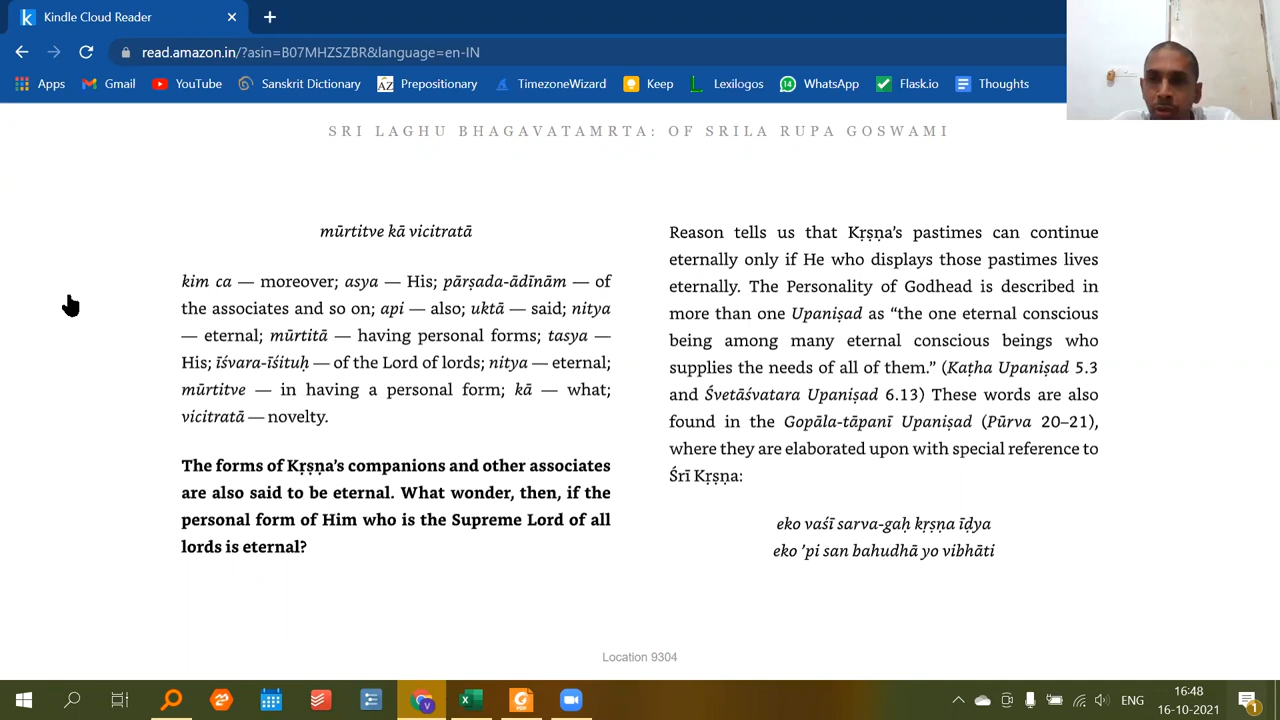 Kindle Cloud Reader
read.amazon.in/?asin=B07MHZSZBR&language=en-IN
Apps Gmail YouTube Sanskrit Dictionary AZ Prepositionary TimezoneWizard Keep L Lexilogos 14 WhatsApp Flask.io Thoughts
SRI LAGHU BHAGAVATAMRTA: OF SRILA RUPA GOSWAMI
mūrtitve kā vicitratā
kim ca — moreover; asya — His; pārṣada-ādīnām — of
the associates and so on; api — also; uktā — said; nitya
— eternal; mūrtitā — having personal forms; tasya —
His; īśvara-īśituḥ — of the Lord of lords; nitya — eternal;
mūrtitve — in having a personal form; kā — what;
vicitratā — novelty.
The forms of Kṛṣṇa’s companions and other associates
are also said to be eternal. What wonder, then, if the
personal form of Him who is the Supreme Lord of all
lords is eternal?
Reason tells us that Kṛṣṇa’s pastimes can continue
eternally only if He who displays those pastimes lives
eternally. The Personality of Godhead is described in
more than one Upaniṣad as “the one eternal conscious
being among many eternal conscious beings who
supplies the needs of all of them.” (Kaṭha Upaniṣad 5.3
and Śvetāśvatara Upaniṣad 6.13) These words are also
found in the Gopāla-tāpanī Upaniṣad (Pūrva 20–21),
where they are elaborated upon with special reference to
Śrī Kṛṣṇa:
eko vaśī sarva-gaḥ kṛṣṇa īḍya
eko ’pi san bahudhā yo vibhāti
Location 9304
ENG
16:48
16-10-2021
1